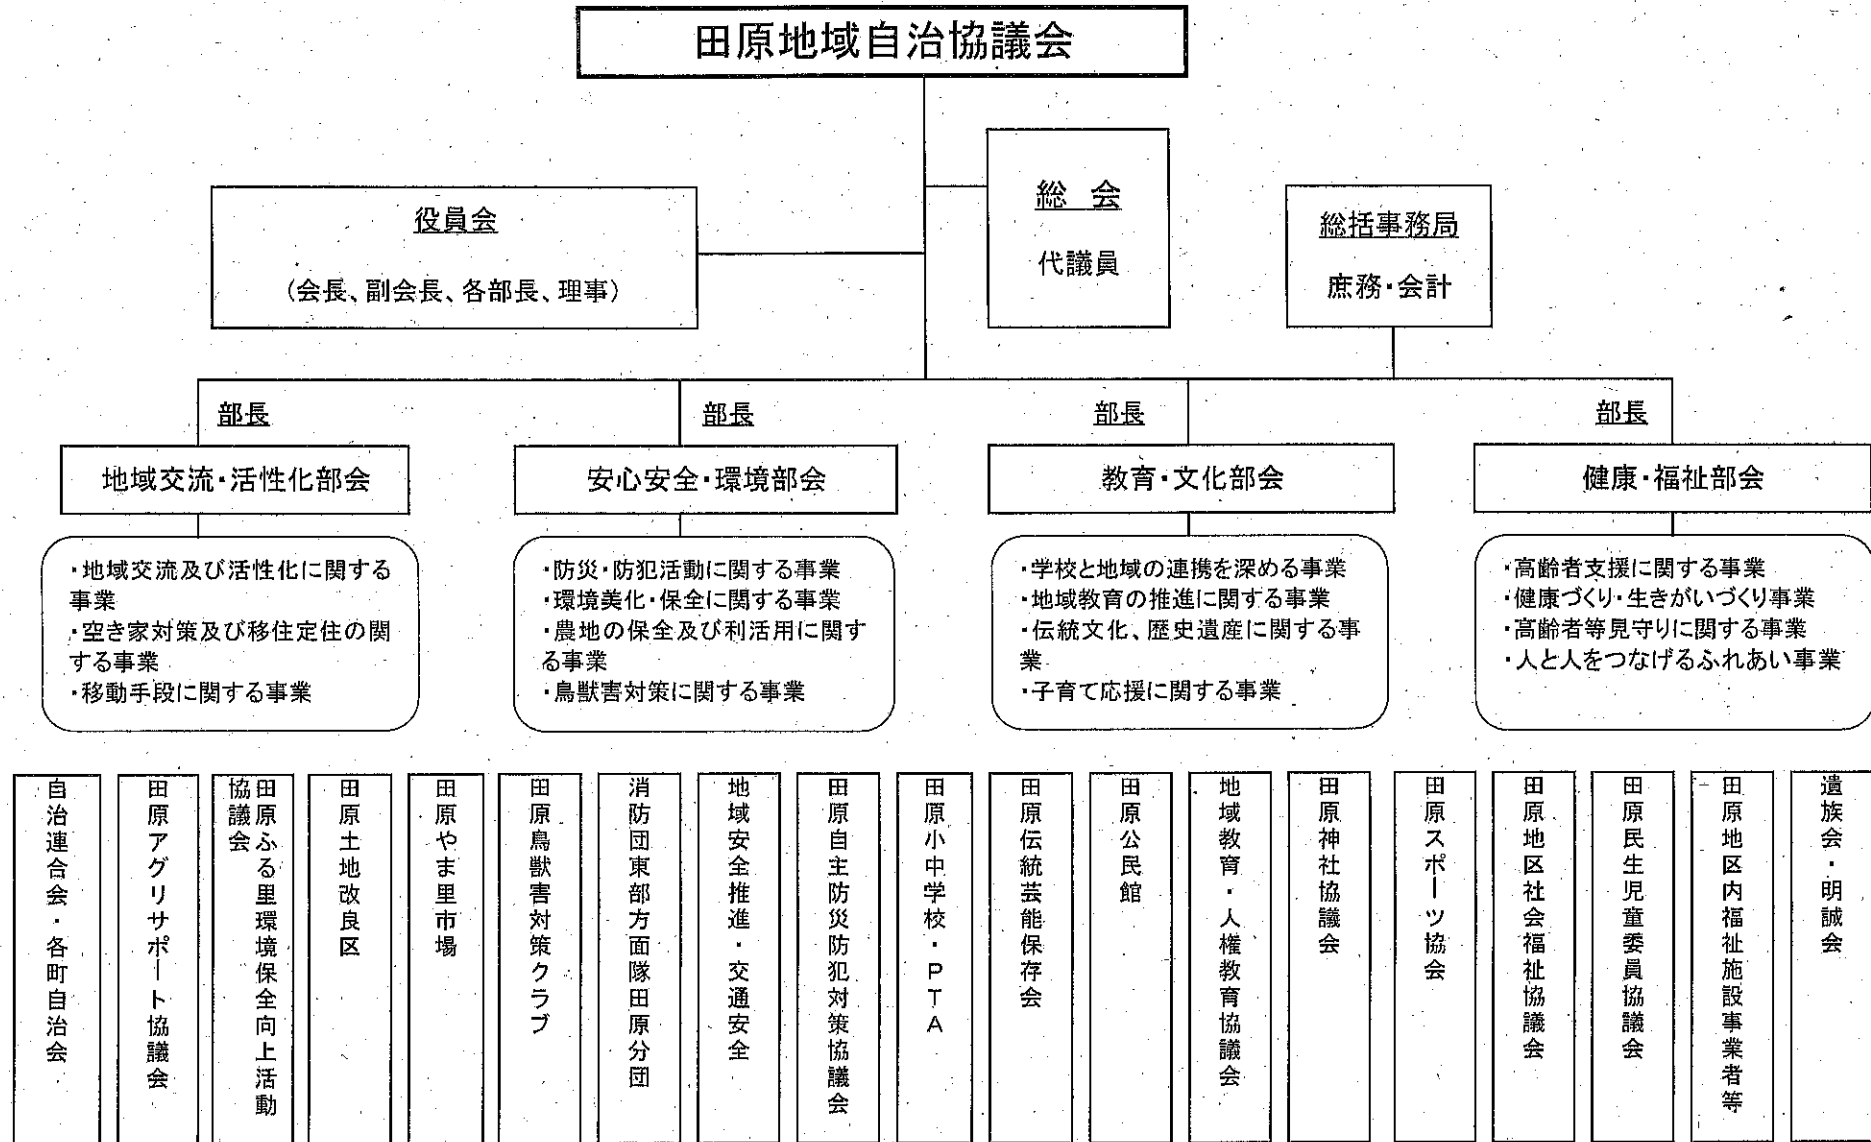 田原地域自治協議会
総　会
代議員
役員会
（会長、副会長、各部長、理事）
総括事務局
庶務・会計
部長
部長
部長
部長
地域交流・活性化部会
安心安全・環境部会
教育・文化部会
健康・福祉部会
・地域交流及び活性化に関する
事業
・空き家対策及び移住定住の関
する事業
・移動手段に関する事業
・防災・防犯活動に関する事業
・環境美化・保全に関する事業
・農地の保全及び利活用に関す
る事業
・鳥獣害対策に関する事業
・学校と地域の連携を深める事業
・地域教育の推進に関する事業
・伝統文化、歴史遺産に関する事
業
・子育て応援に関する事業
・高齢者支援に関する事業
・健康づくり・生きがいづくり事業
・高齢者等見守りに関する事業
・人と人をつなげるふれあい事業
自治連合会・各町自治会
田原アグリサポート協議会
田原ふる里環境保全向上活動
協議会
田原土地改良区
田原やま里市場
田原鳥獣害対策クラブ
消防団東部方面隊田原分団
地域安全推進・交通安全
田原自主防災防犯対策協議会
田原小中学校・PTA
田原伝統芸能保存会
田原公民館
地域教育・人権教育協議会
田原神社協議会
田原スポーツ協会
田原地区社会福祉協議会
田原民生児童委員協議会
田原地区内福祉施設事業者等
遺族会・明誠会